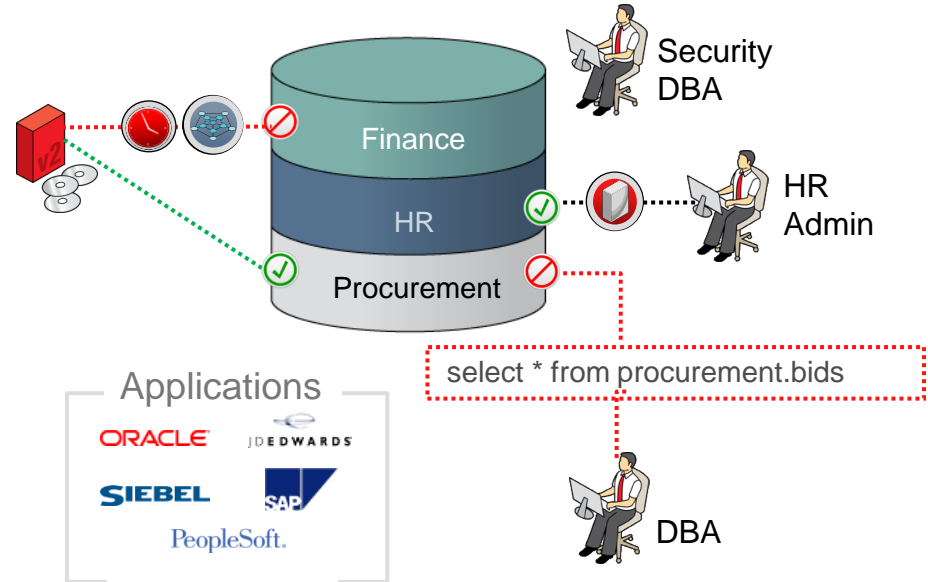 Security
DBA
Finance
v2
HR
HR
Admin
Procurement
select * from procurement.bids
Applications
ORACLE
JDEDWARDS
SIEBEL
SAP
PeopleSoft.
DBA